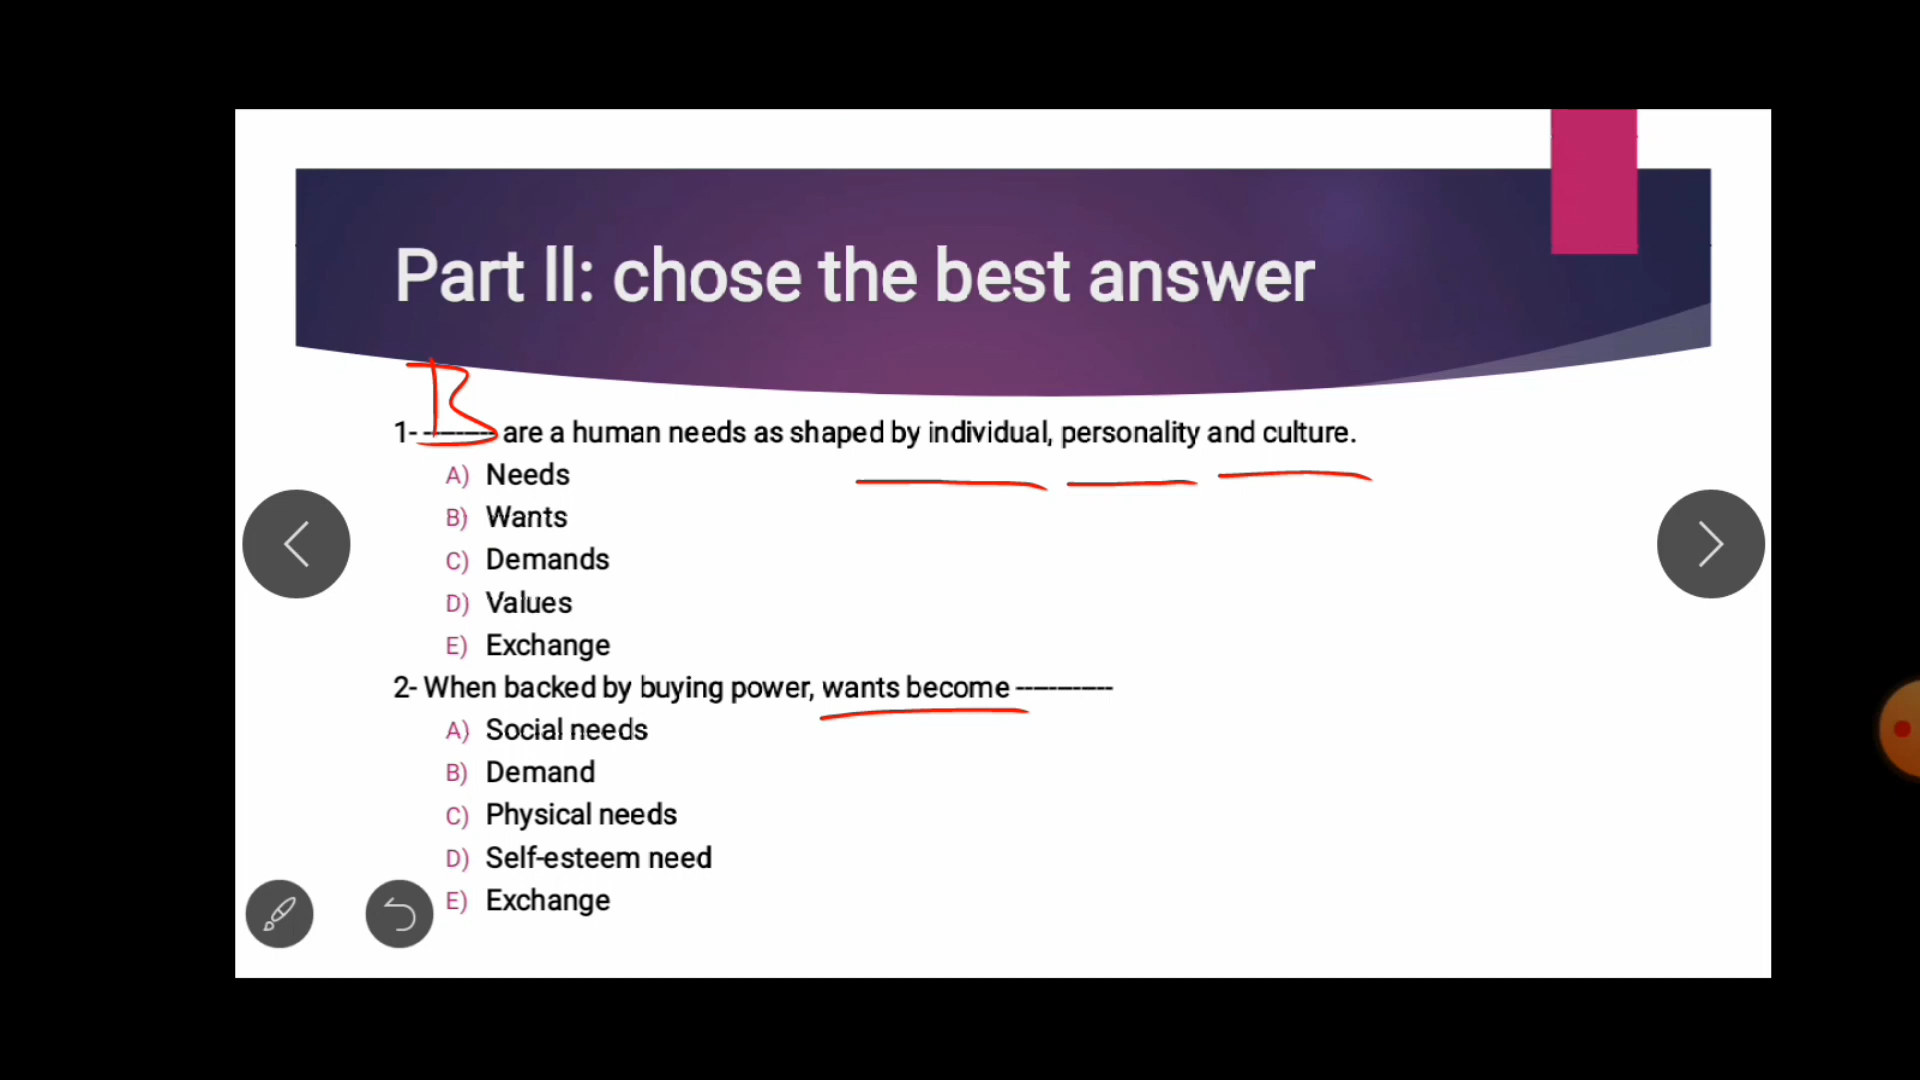 Part ll: chose the best answer
B
1- --------- are a human needs as shaped by individual, personality and culture.
A) Needs
B) Wants
C) Demands
D) Values
E) Exchange
2- When backed by buying power, wants become ------------
A) Social needs
B) Demand
C) Physical needs
D) Self-esteem need
E) Exchange